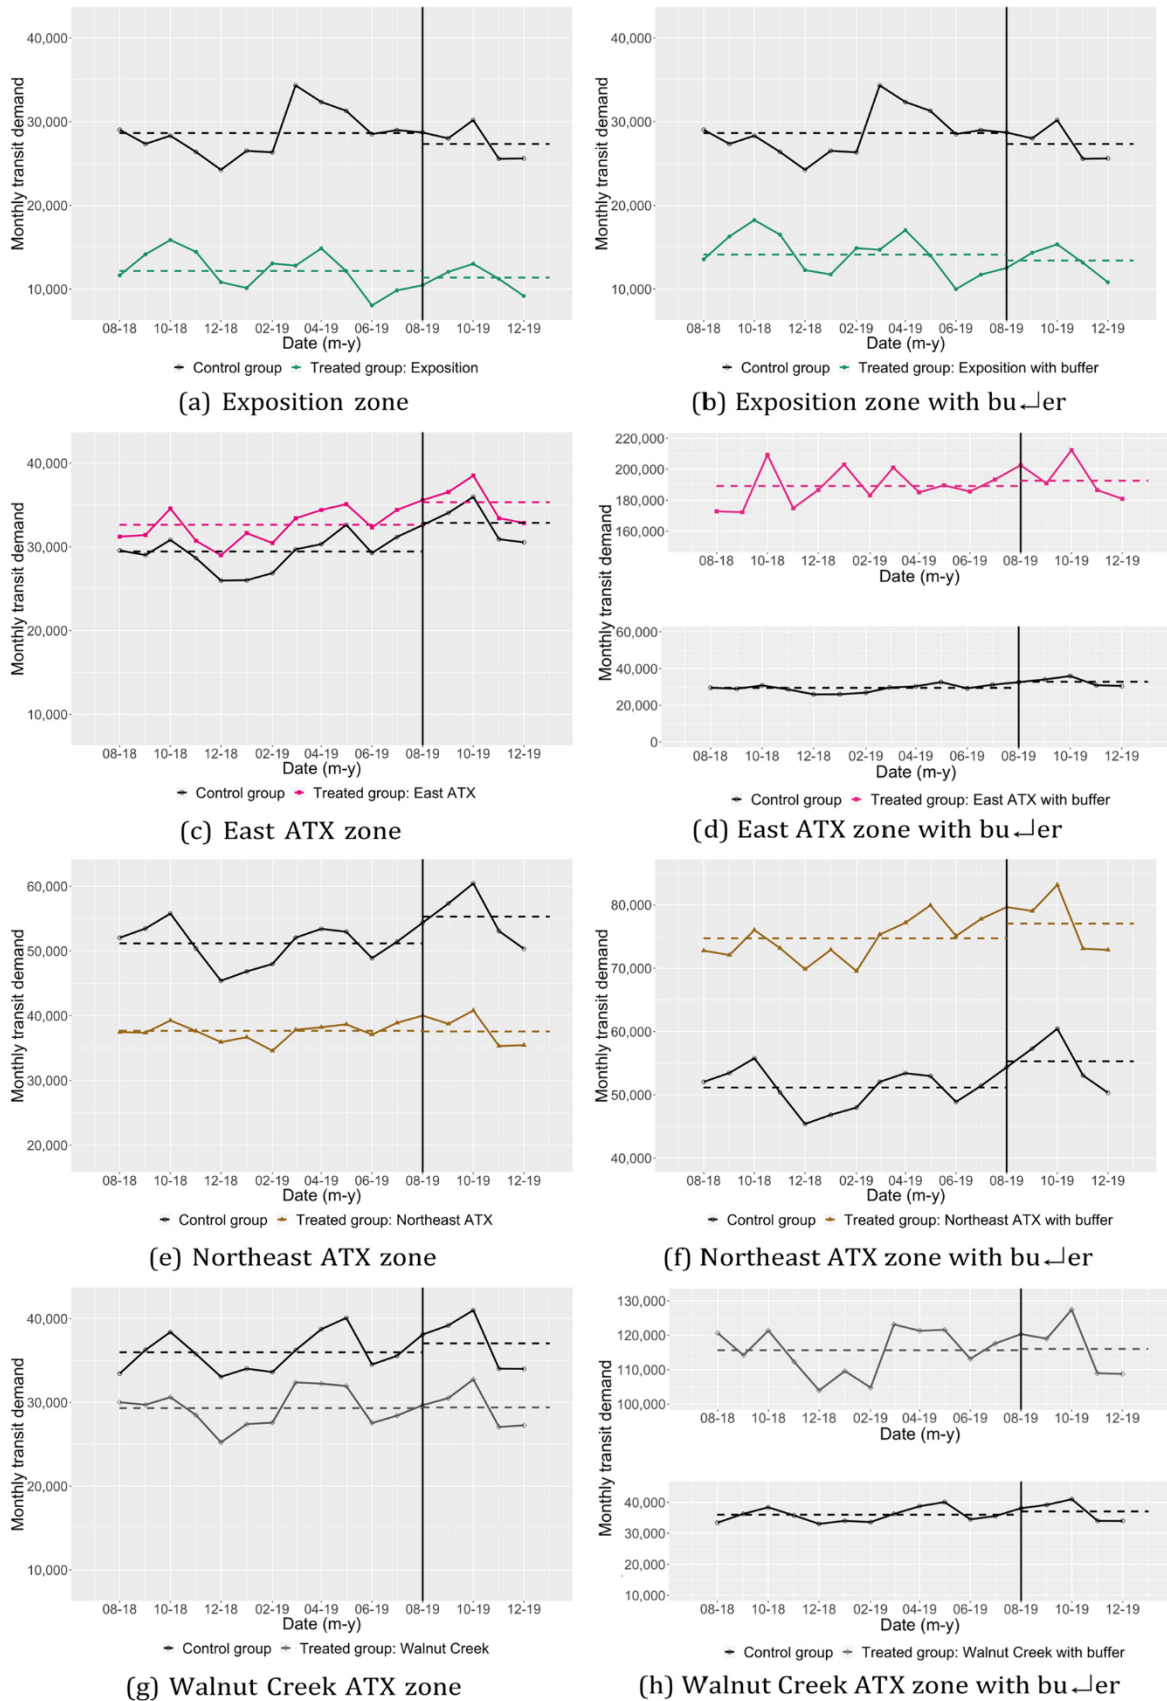 Monthly transit demand
40,000
30,000
20,000
10,000
08-18 10-18 12-18 02-19 04-19 06-19 08-19 10-19 12-19
Date (m-y)
Control group Treated group: Exposition
(a) Exposition zone
Monthly transit demand
40,000
30,000
20,000
10,000
08-18 10-18 12-18 02-19 04-19 06-19 08-19 10-19 12-19
Date (m-y)
Control group Treated group: Exposition with buffer
(b) Exposition zone with bu↵er
Monthly transit demand
40,000
30,000
20,000
10,000
08-18 10-18 12-18 02-19 04-19 06-19 08-19 10-19 12-19
Date (m-y)
Control group Treated group: East ATX
(c) East ATX zone
Monthly transit demand
220,000
200,000
180,000
160,000
08-18 10-18 12-18 02-19 04-19 06-19 08-19 10-19 12-19
Date (m-y)
60,000
40,000
20,000
0
08-18 10-18 12-18 02-19 04-19 06-19 08-19 10-19 12-19
Date (m-y)
Control group Treated group: East ATX with buffer
(d) East ATX zone with bu↵er
Monthly transit demand
60,000
50,000
40,000
30,000
20,000
08-18 10-18 12-18 02-19 04-19 06-19 08-19 10-19 12-19
Date (m-y)
Control group Treated group: Northeast ATX
(e) Northeast ATX zone
Monthly transit demand
80,000
70,000
60,000
50,000
40,000
08-18 10-18 12-18 02-19 04-19 06-19 08-19 10-19 12-19
Date (m-y)
Control group Treated group: Northeast ATX with buffer
(f) Northeast ATX zone with bu↵er
Monthly transit demand
40,000
30,000
20,000
10,000
08-18 10-18 12-18 02-19 04-19 06-19 08-19 10-19 12-19
Date (m-y)
Control group Treated group: Walnut Creek
(g) Walnut Creek ATX zone
Monthly transit demand
130,000
120,000
110,000
100,000
08-18 10-18 12-18 02-19 04-19 06-19 08-19 10-19 12-19
Date (m-y)
40,000
30,000
20,000
10,000
08-18 10-18 12-18 02-19 04-19 06-19 08-19 10-19 12-19
Date (m-y)
Control group Treated group: Walnut Creek with buffer
(h) Walnut Creek ATX zone with bu↵er